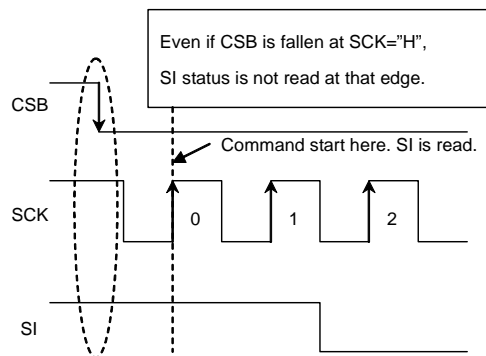 Even if CSB is fallen at SCK=”H”,
SI status is not read at that edge.
CSB
Command start here. SI is read.
SCK
0
1
2
SI